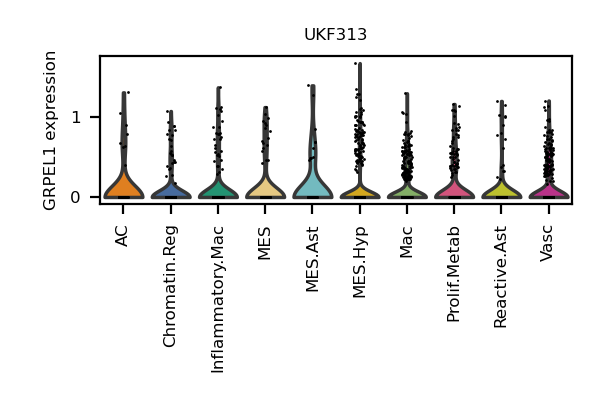 UKF313
GRPEL1 expression
1
0
AC
Chromatin.Reg
Inflammatory.Mac
MES
MES.Ast
MES.Hyp
Mac
Prolif.Metab
Reactive.Ast
Vasc